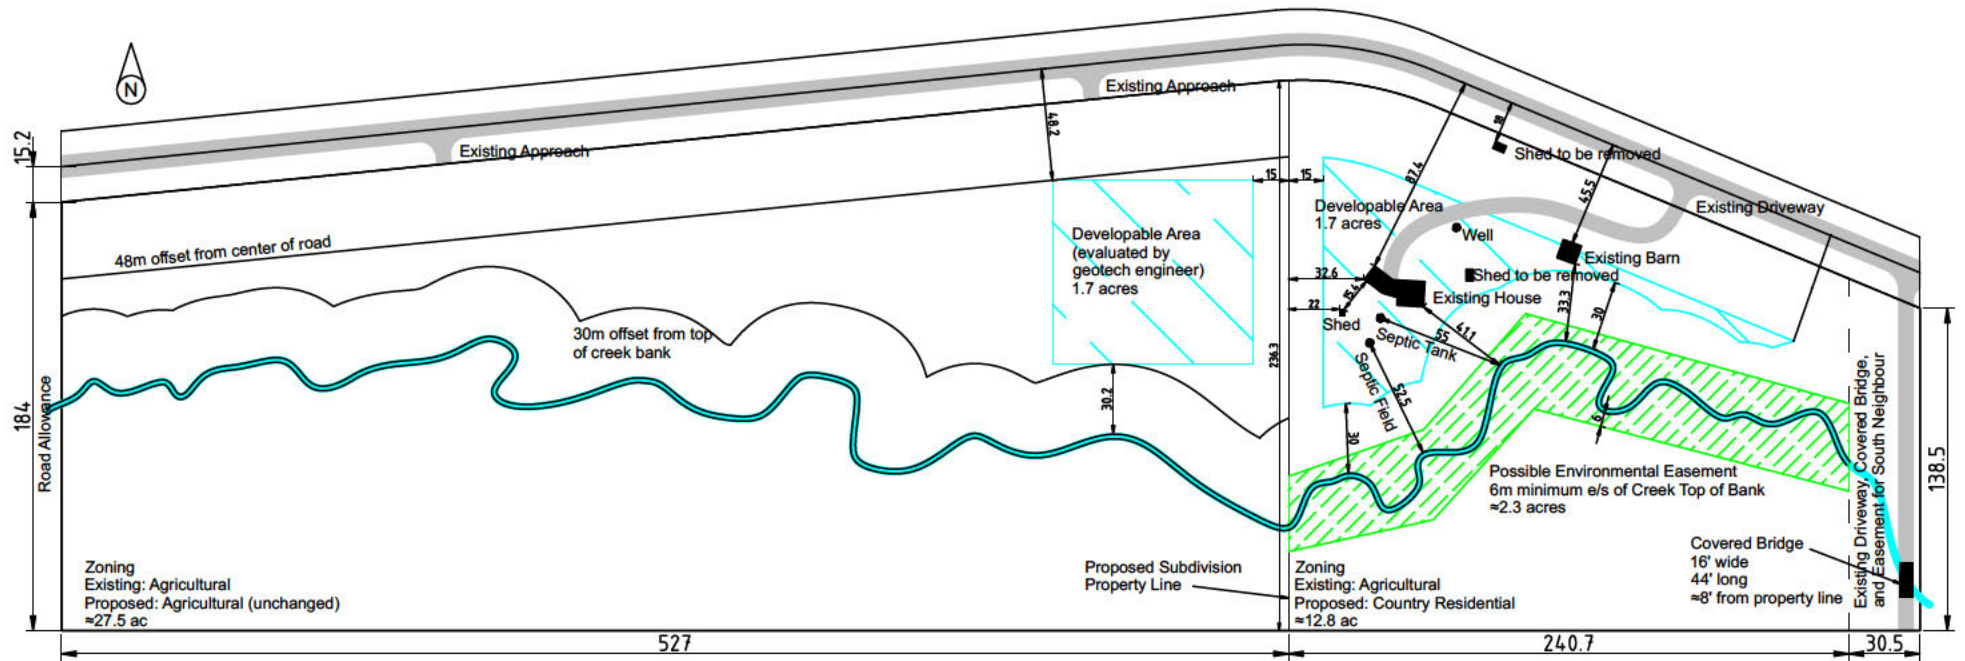 N
15.2
184
Road Allowance
Existing Approach
Existing Approach
48m offset from center of road
48.2
30m offset from top
of creek bank
Developable Area
(evaluated by
geotech engineer)
1.7 acres
30.2
15
15
236.3
Developable Area
1.7 acres
87.4
18
Shed to be removed
45.5
Existing Driveway
Well
Existing Barn
Shed to be removed
32.6
15.4
Existing House
22
Shed
Septic Tank
55
41.1
33.3
30
Septic Field
52.5
30
6
Possible Environmental Easement
6m minimum e/s of Creek Top of Bank
≈2.3 acres
Existing Driveway, Covered Bridge,
and Easement for South Neighbour
138.5
Covered Bridge
16' wide
44' long
≈8' from property line
Zoning
Existing: Agricultural
Proposed: Agricultural (unchanged)
≈27.5 ac
Proposed Subdivision
Property Line
Zoning
Existing: Agricultural
Proposed: Country Residential
≈12.8 ac
527
240.7
30.5